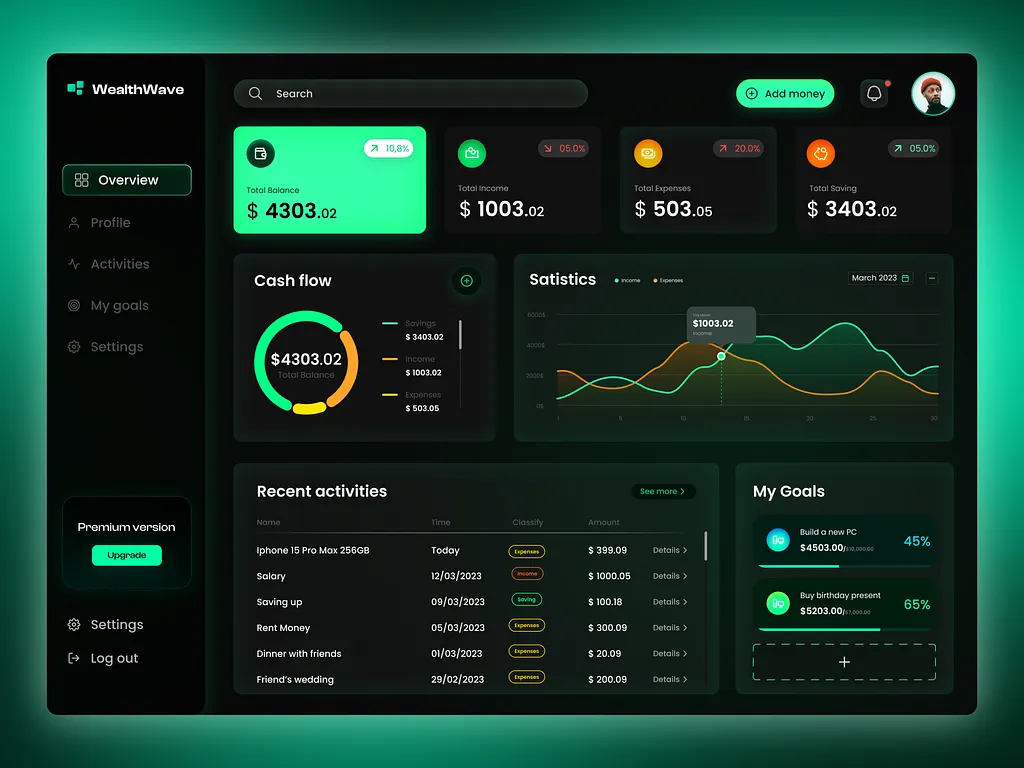 WealthWave
Search
Add money
Overview
Profile
Activities
My goals
Settings
Premium version
Upgrade
Settings
Log out
10,8%
Total Balance
$ 4303.02
05.0%
Total Income
$ 1003.02
20.0%
Total Expenses
$ 503.05
05.0%
Total Saving
$ 3403.02
Cash flow
$4303.02
Total Balance
Savings
$ 3403.02
Income
$ 1003.02
Expenses
$ 503.05
Satistics
Income
Expenses
March 2023
6000$
4000$
2000$
0$
$1003.02
Income
1 5 10 15 20 25 30
Recent activities
See more
Name Time Classify Amount
Iphone 15 Pro Max 256GB Today Expenses $ 399.09 Details
Salary 12/03/2023 Income $ 1000.05 Details
Saving up 09/03/2023 Saving $ 100.18 Details
Rent Money 05/03/2023 Expenses $ 300.09 Details
Dinner with friends 01/03/2023 Expenses $ 20.09 Details
Friend's wedding 29/02/2023 Expenses $ 200.09 Details
My Goals
Build a new PC
$4503.00/$10,000.00
45%
Buy birthday present
$5203.00/$7,000.00
65%